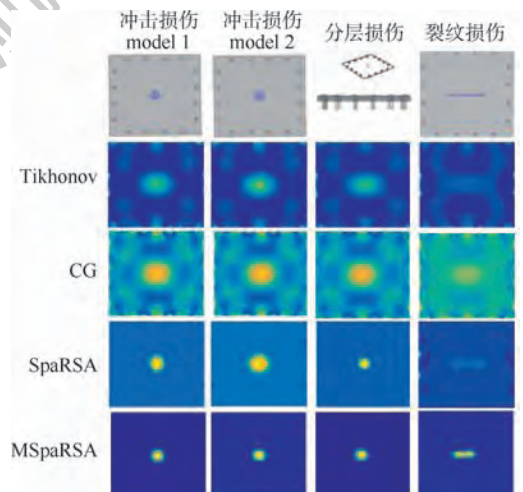 冲击损伤 冲击损伤 分层损伤 裂纹损伤
model 1 model 2
Tikhonov
CG
SpaRSA
MSpaRSA